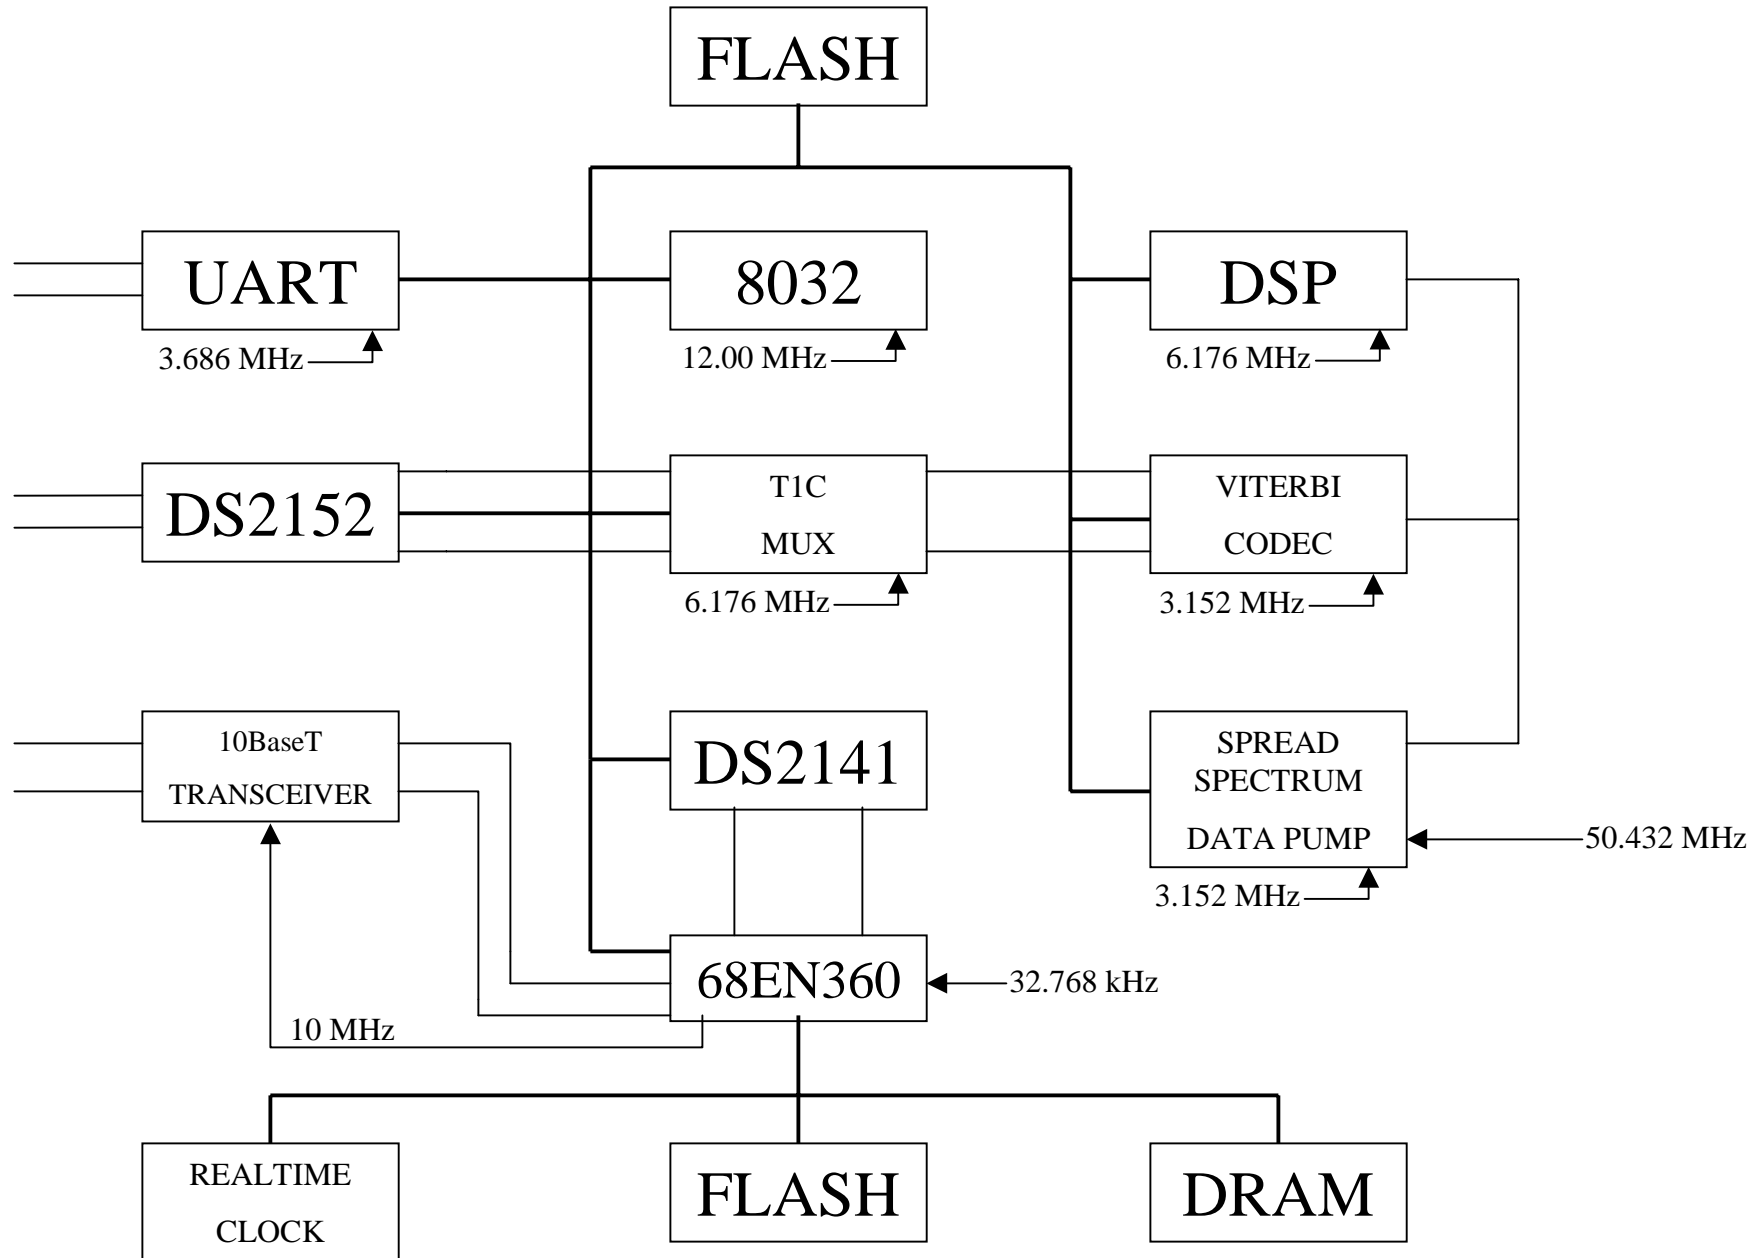 FLASH
UART
8032
DSP
3.686 MHz
12.00 MHz
6.176 MHz
DS2152
T1C
MUX
VITERBI
CODEC
6.176 MHz
3.152 MHz
10BaseT
TRANSCEIVER
DS2141
SPREAD
SPECTRUM
DATA PUMP
50.432 MHz
3.152 MHz
68EN360
32.768 kHz
10 MHz
REALTIME
CLOCK
FLASH
DRAM